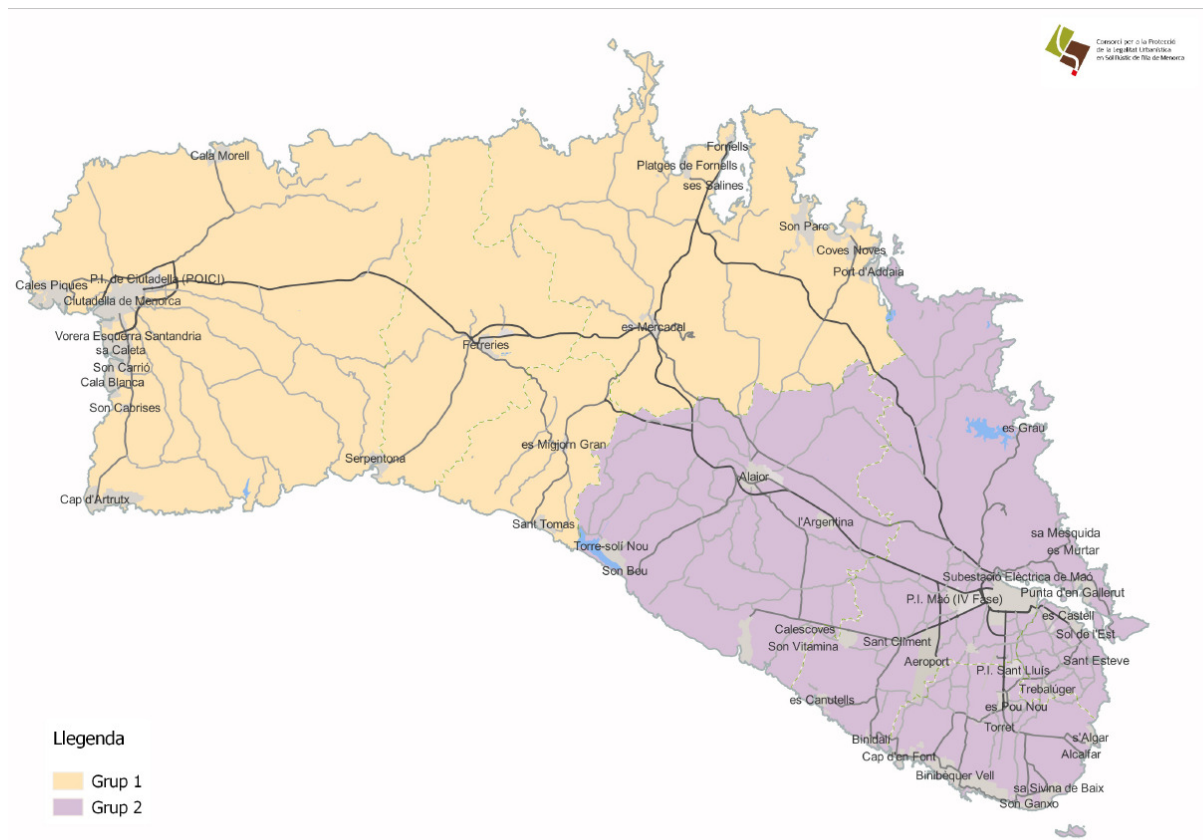 Consorci per a la Protecció
de la Legalitat Urbanística
en Sòl Rústic de l'illa de Menorca
Fornells
Cala Morell
Platges de Fornells
ses Salines
Son Parc
Coves Noves
Port d'Addaia
P.I. de Ciutadella (POICI)
Cales Piques
Ciutadella de Menorca
es Mercadal
Vorera Esquerra Santandria
Ferreries
sa Caleta
Son Carrió
Cala Blanca
Son Cabrises
es Grau
es Migjorn Gran
Serpentona
Alaior
Cap d'Artrutx
Sant Tomas
l'Argentina
sa Mesquida
Torre-solí Nou
es Murtar
Son Bou
Subestació Elèctrica de Maó
Punta d'en Gallerut
P.I. Maó (IV Fase)
es Castell
Calescoves
Sol de l'Est
Sant Climent
Son Vitamina
Aeroport
Sant Esteve
P.I. Sant Lluís
Trebalúger
es Canutells
es Pou Nou
Torret
Binidalí
s'Algar
Cap d'en Font
Alcalfar
Binibèquer Vell
sa Sivina de Baix
Son Ganxo
Llegenda
Grup 1
Grup 2